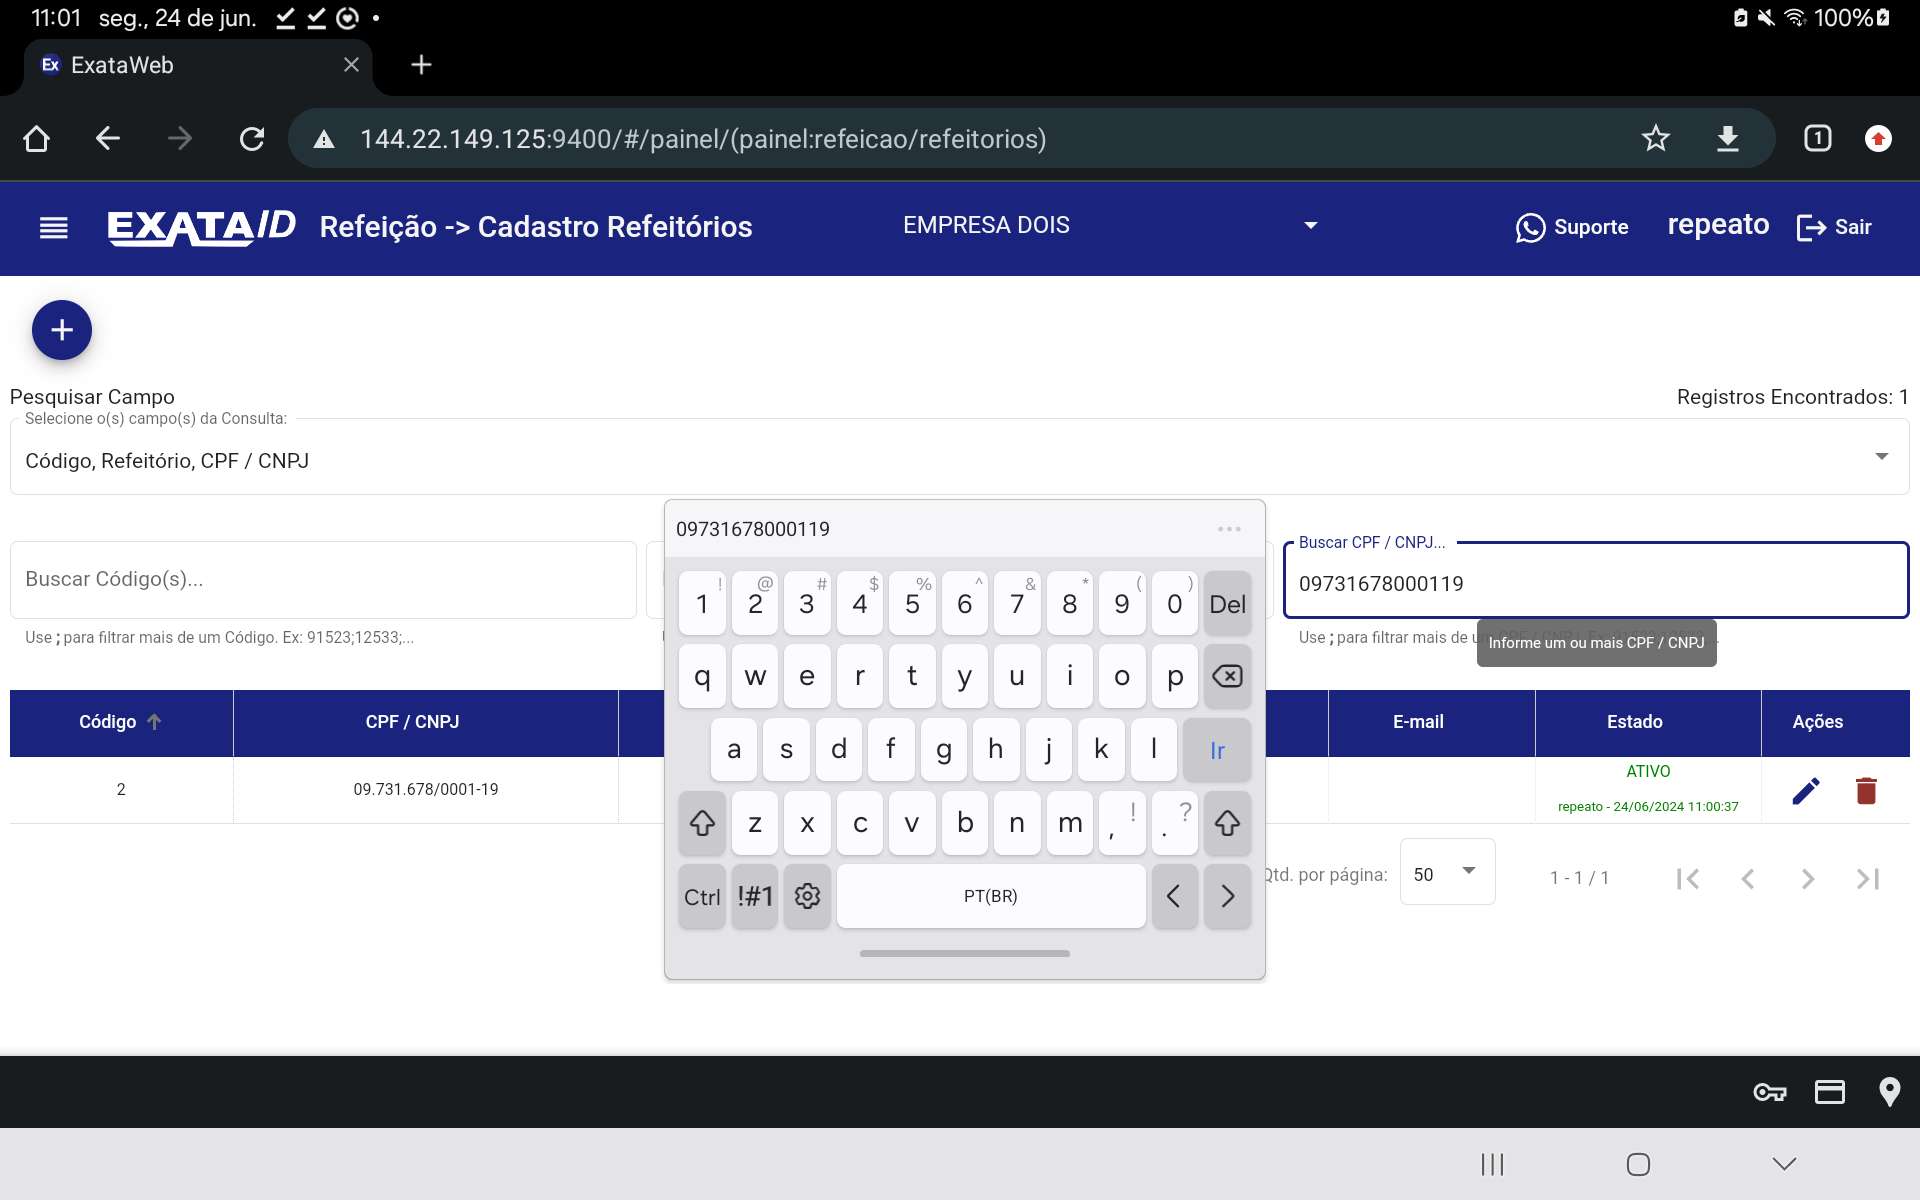 11:01 seg., 24 de jun.
100%
Ex ExataWeb
144.22.149.125:9400/#/painel/(painel:refeicao/refeitorios)
1
EXATA/D Refeição -> Cadastro Refeitórios EMPRESA DOIS Suporte repeato Sair
Pesquisar Campo Registros Encontrados: 1
Selecione o(s) campo(s) da Consulta:
Código, Refeitório, CPF / CNPJ
09731678000119
Buscar CPF / CNPJ...
Buscar Código(s)...
09731678000119
Use ; para filtrar mais de um Código. Ex: 91523;12533;...
Use ; para filtrar mais de
Informe um ou mais CPF / CNPJ
! @ # $ % ^ & * ( )
1 2 3 4 5 6 7 8 9 0 Del
q w e r t y u i o p
a s d f g h j k l Ir
z x c v b n m , ! . ?
Ctrl !#1 PT(BR) < >
Código CPF / CNPJ E-mail Estado Ações
2 09.731.678/0001-19 ATIVO
repeato - 24/06/2024 11:00:37
Qtd. por página: 50 1 - 1 / 1